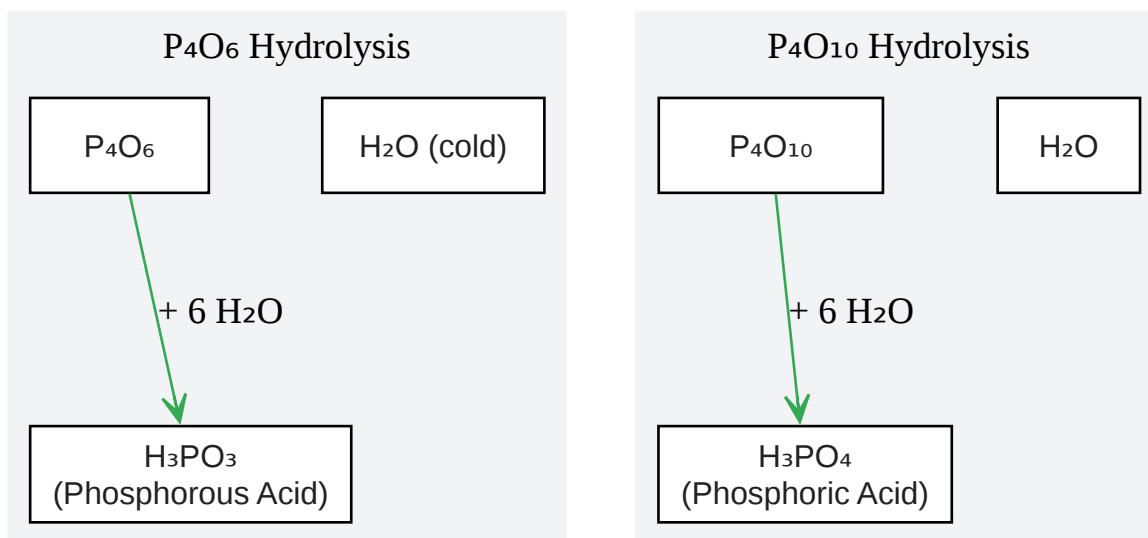 P₄O₆ Hydrolysis
P₄O₆
H₂O (cold)
+ 6 H₂O
H₃PO₃
(Phosphorous Acid)
P₄O₁₀ Hydrolysis
P₄O₁₀
H₂O
+ 6 H₂O
H₃PO₄
(Phosphoric Acid)